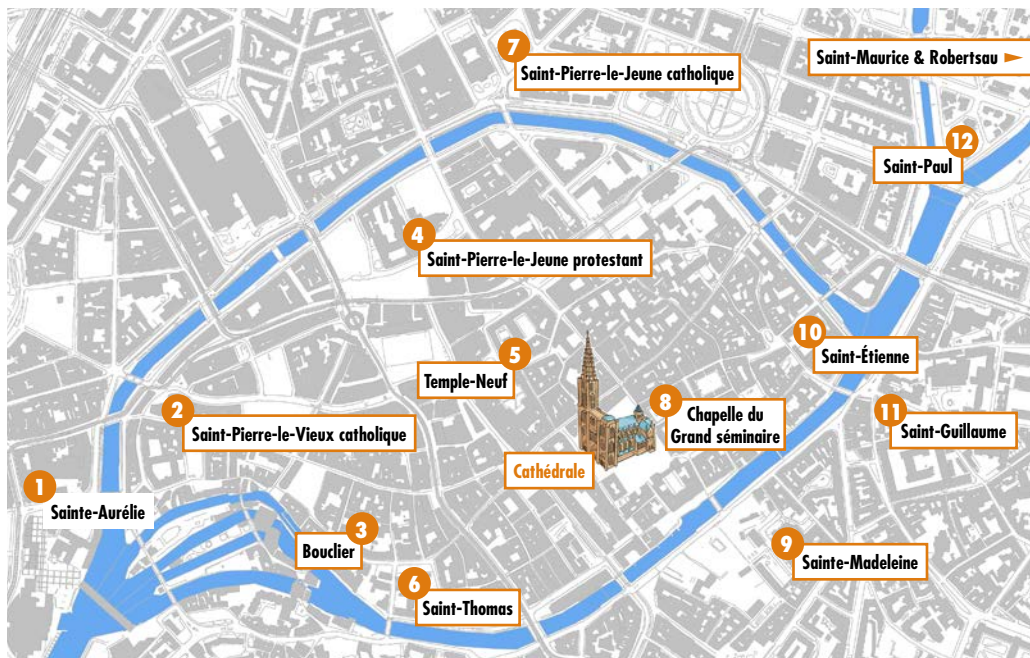 7
Saint-Pierre-le-Jeune catholique
Saint-Maurice & Robertsau
12
Saint-Paul
4
Saint-Pierre-le-Jeune protestant
10
Saint-Étienne
5
Temple-Neuf
2
Saint-Pierre-le-Vieux catholique
8
Chapelle du
Grand séminaire
11
Saint-Guillaume
Cathédrale
1
Sainte-Aurélie
3
Bouclier
9
Sainte-Madeleine
6
Saint-Thomas